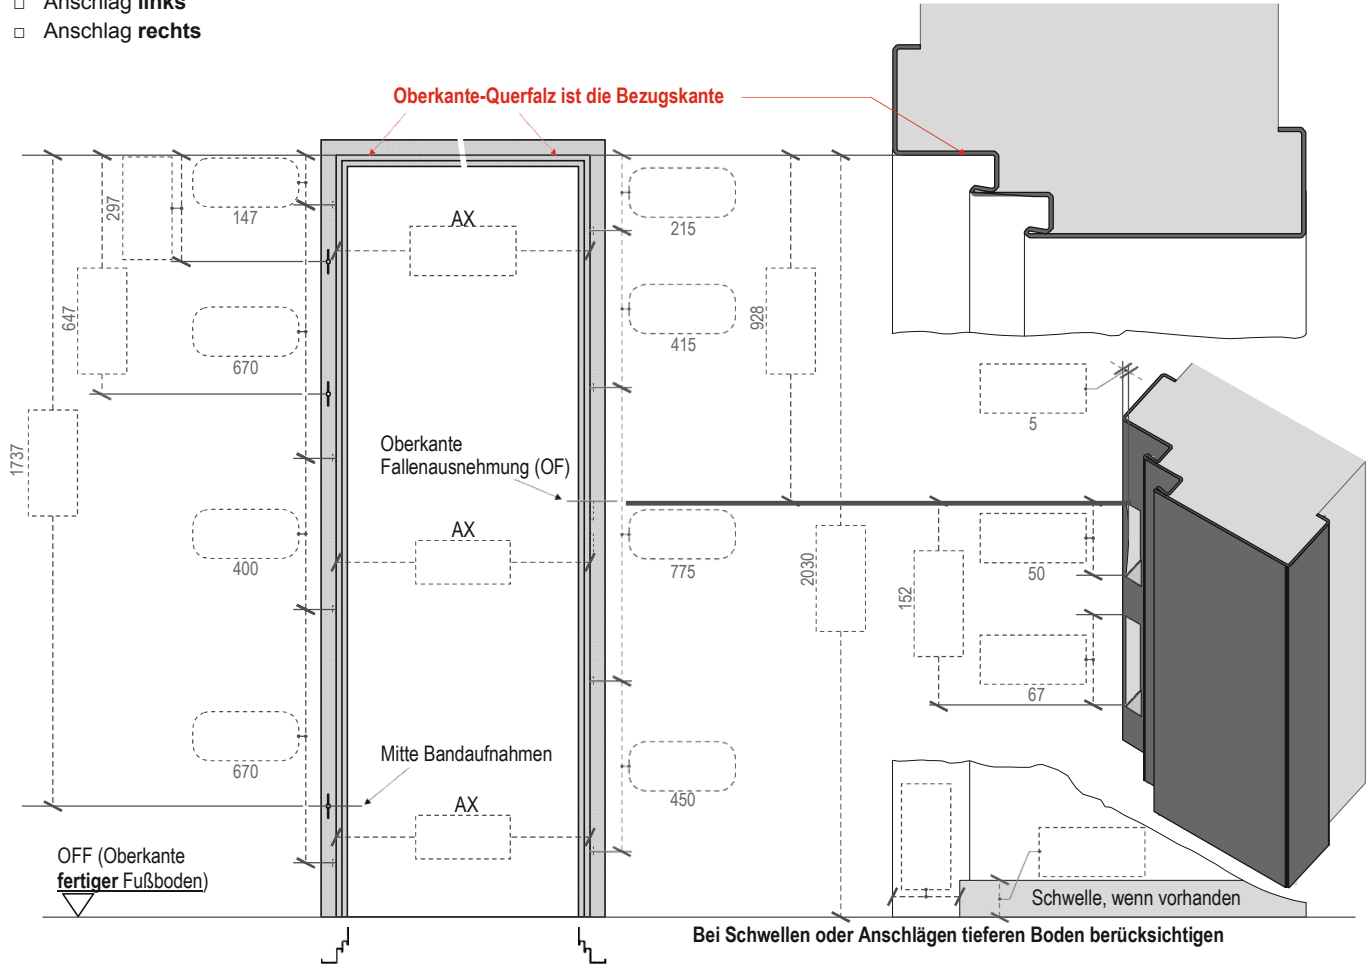 □ Anschlag links
□ Anschlag rechts
Oberkante-Querfalz ist die Bezugskante
297
147
AX
215
647
670
415
928
5
1737
Oberkante
Fallenausnehmung (OF)
AX
400
775
2030
152
50
67
670
Mitte Bandaufnahmen
AX
450
OFF (Oberkante
fertiger Fußboden)
Schwelle, wenn vorhanden
Bei Schwellen oder Anschlägen tieferen Boden berücksichtigen